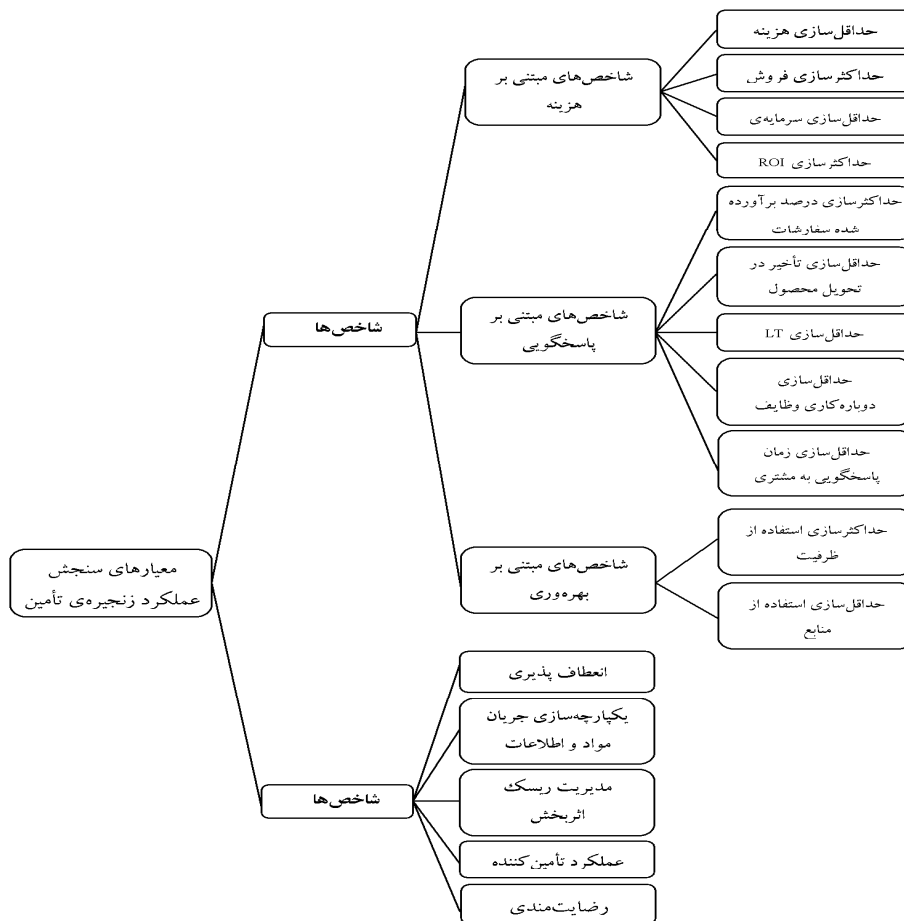 معیارهای سنجش
عملکرد زنجیره‌ی تأمین
شاخص‌ها
شاخص‌های مبتنی بر
هزینه
حداقل‌سازی هزینه
حداکثرسازی فروش
حداقل‌سازی سرمایه‌ی
حداکثرسازی ROI
شاخص‌های مبتنی بر
پاسخگویی
حداکثرسازی درصد برآورده
شده سفارشات
حداقل‌سازی تأخیر در
تحویل محصول
حداقل‌سازی LT
حداقل‌سازی
دوباره‌کاری وظایف
حداقل‌سازی زمان
پاسخگویی به مشتری
شاخص‌های مبتنی بر
بهره‌وری
حداکثرسازی استفاده از
ظرفیت
حداقل‌سازی استفاده از
منابع
شاخص‌ها
انعطاف پذیری
یکپارچه‌سازی جریان
مواد و اطلاعات
مدیریت ریسک
اثربخش
عملکرد تأمین‌کننده
رضایت‌مندی